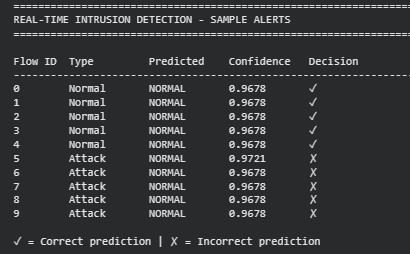 ================================================================
REAL-TIME INTRUSION DETECTION - SAMPLE ALERTS
================================================================
Flow ID  Type        Predicted    Confidence   Decision
----------------------------------------------------------------
0        Normal      NORMAL       0.9678       ✓
1        Normal      NORMAL       0.9678       ✓
2        Normal      NORMAL       0.9678       ✓
3        Normal      NORMAL       0.9678       ✓
4        Normal      NORMAL       0.9678       ✓
5        Attack      NORMAL       0.9721       ✗
6        Attack      NORMAL       0.9678       ✗
7        Attack      NORMAL       0.9678       ✗
8        Attack      NORMAL       0.9678       ✗
9        Attack      NORMAL       0.9678       ✗
✓ = Correct prediction | ✗ = Incorrect prediction